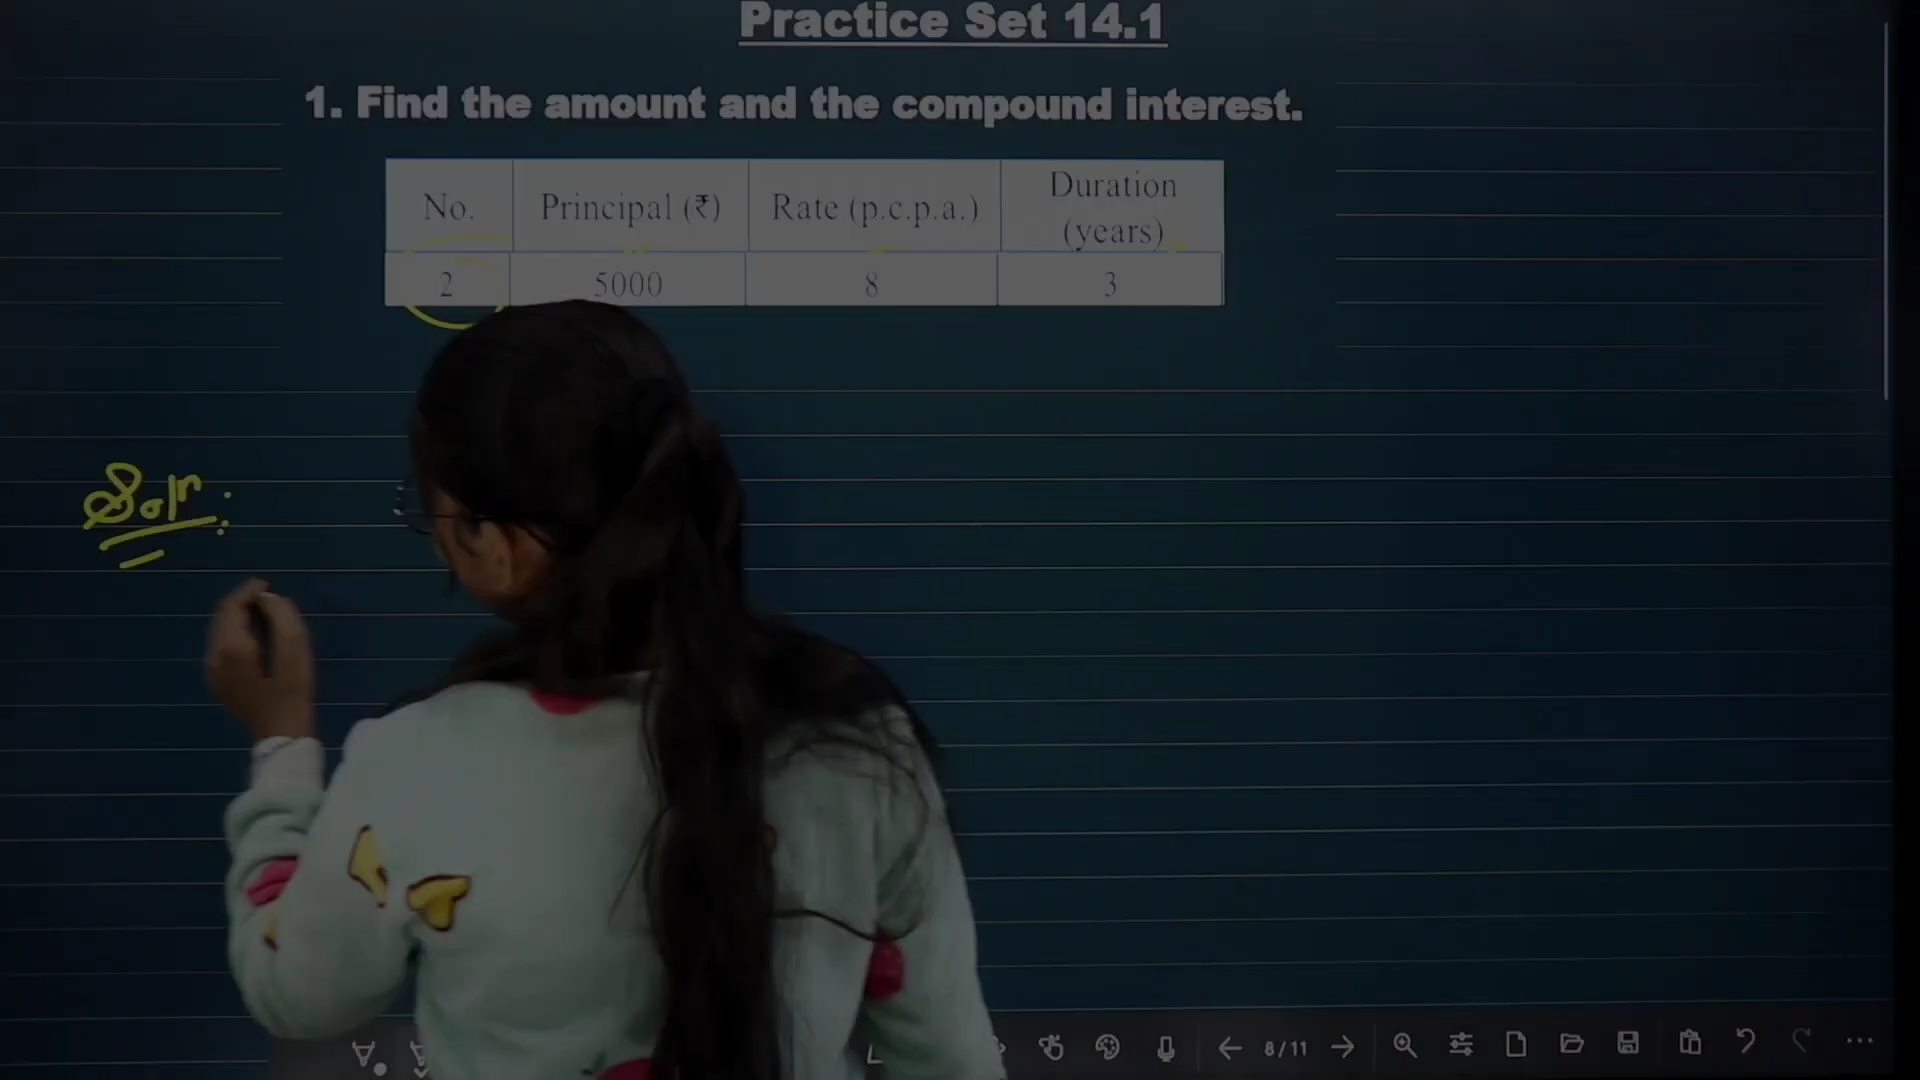 Practice Set 14.1
1. Find the amount and the compound interest.
No. Principal (₹) Rate (p.c.p.a.) Duration (years)
2 5000 8 3
Soln:
8/11